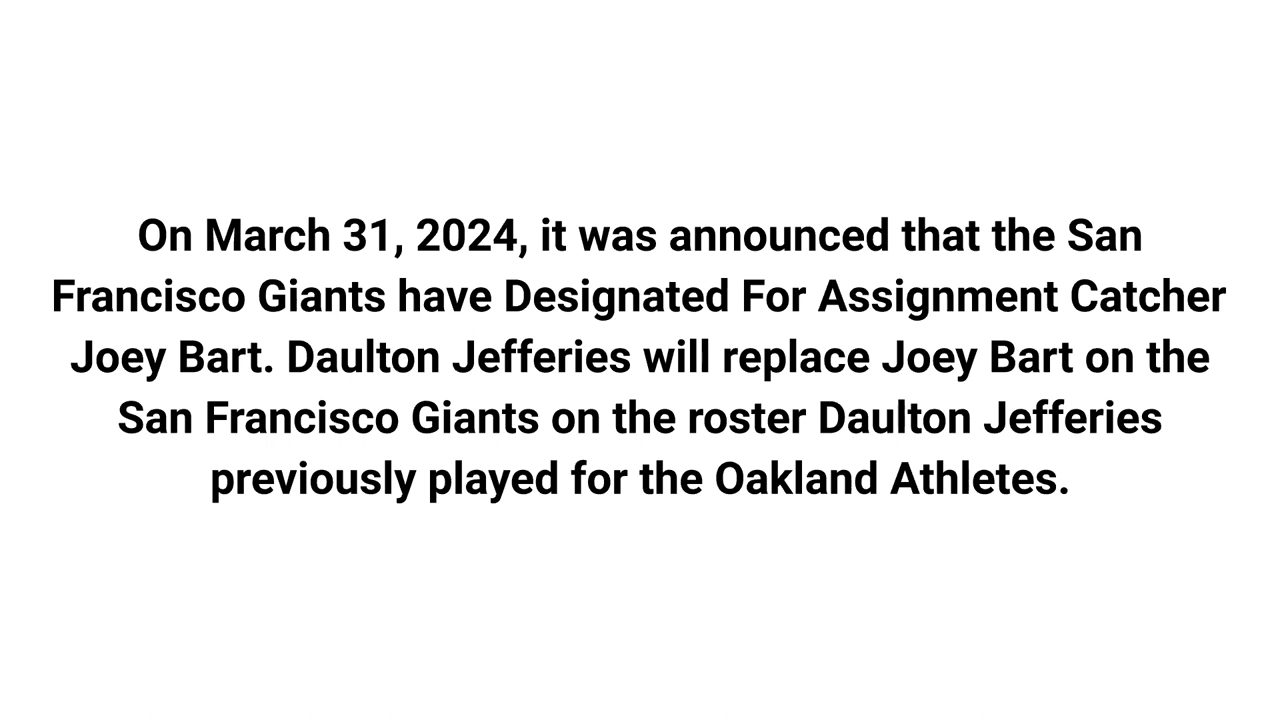 On March 31, 2024, it was announced that the San
Francisco Giants have Designated For Assignment Catcher
Joey Bart. Daulton Jefferies will replace Joey Bart on the
San Francisco Giants on the roster Daulton Jefferies
previously played for the Oakland Athletes.